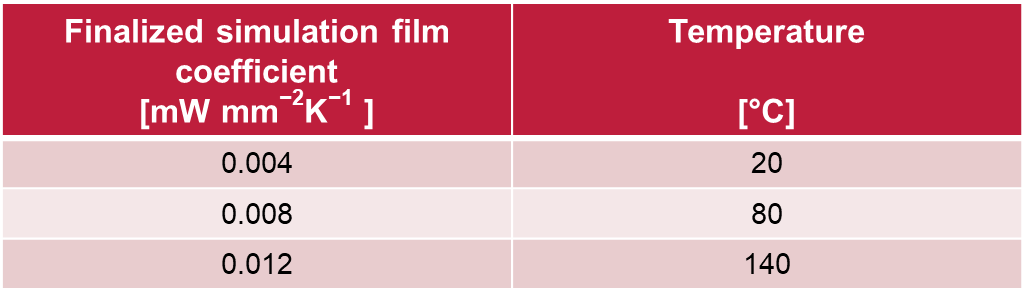 Finalized simulation film
coefficient
[mW mm⁻²K⁻¹ ]
Temperature
[°C]
0.004 20
0.008 80
0.012 140